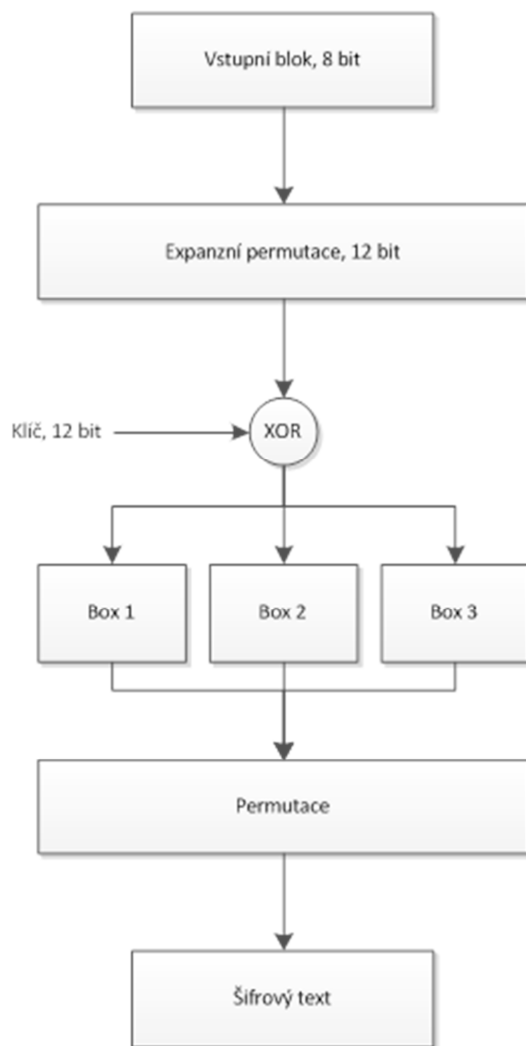 Vstupní blok, 8 bit
Expanzní permutace, 12 bit
Klíč, 12 bit
XOR
Box 1
Box 2
Box 3
Permutace
Šifrový text